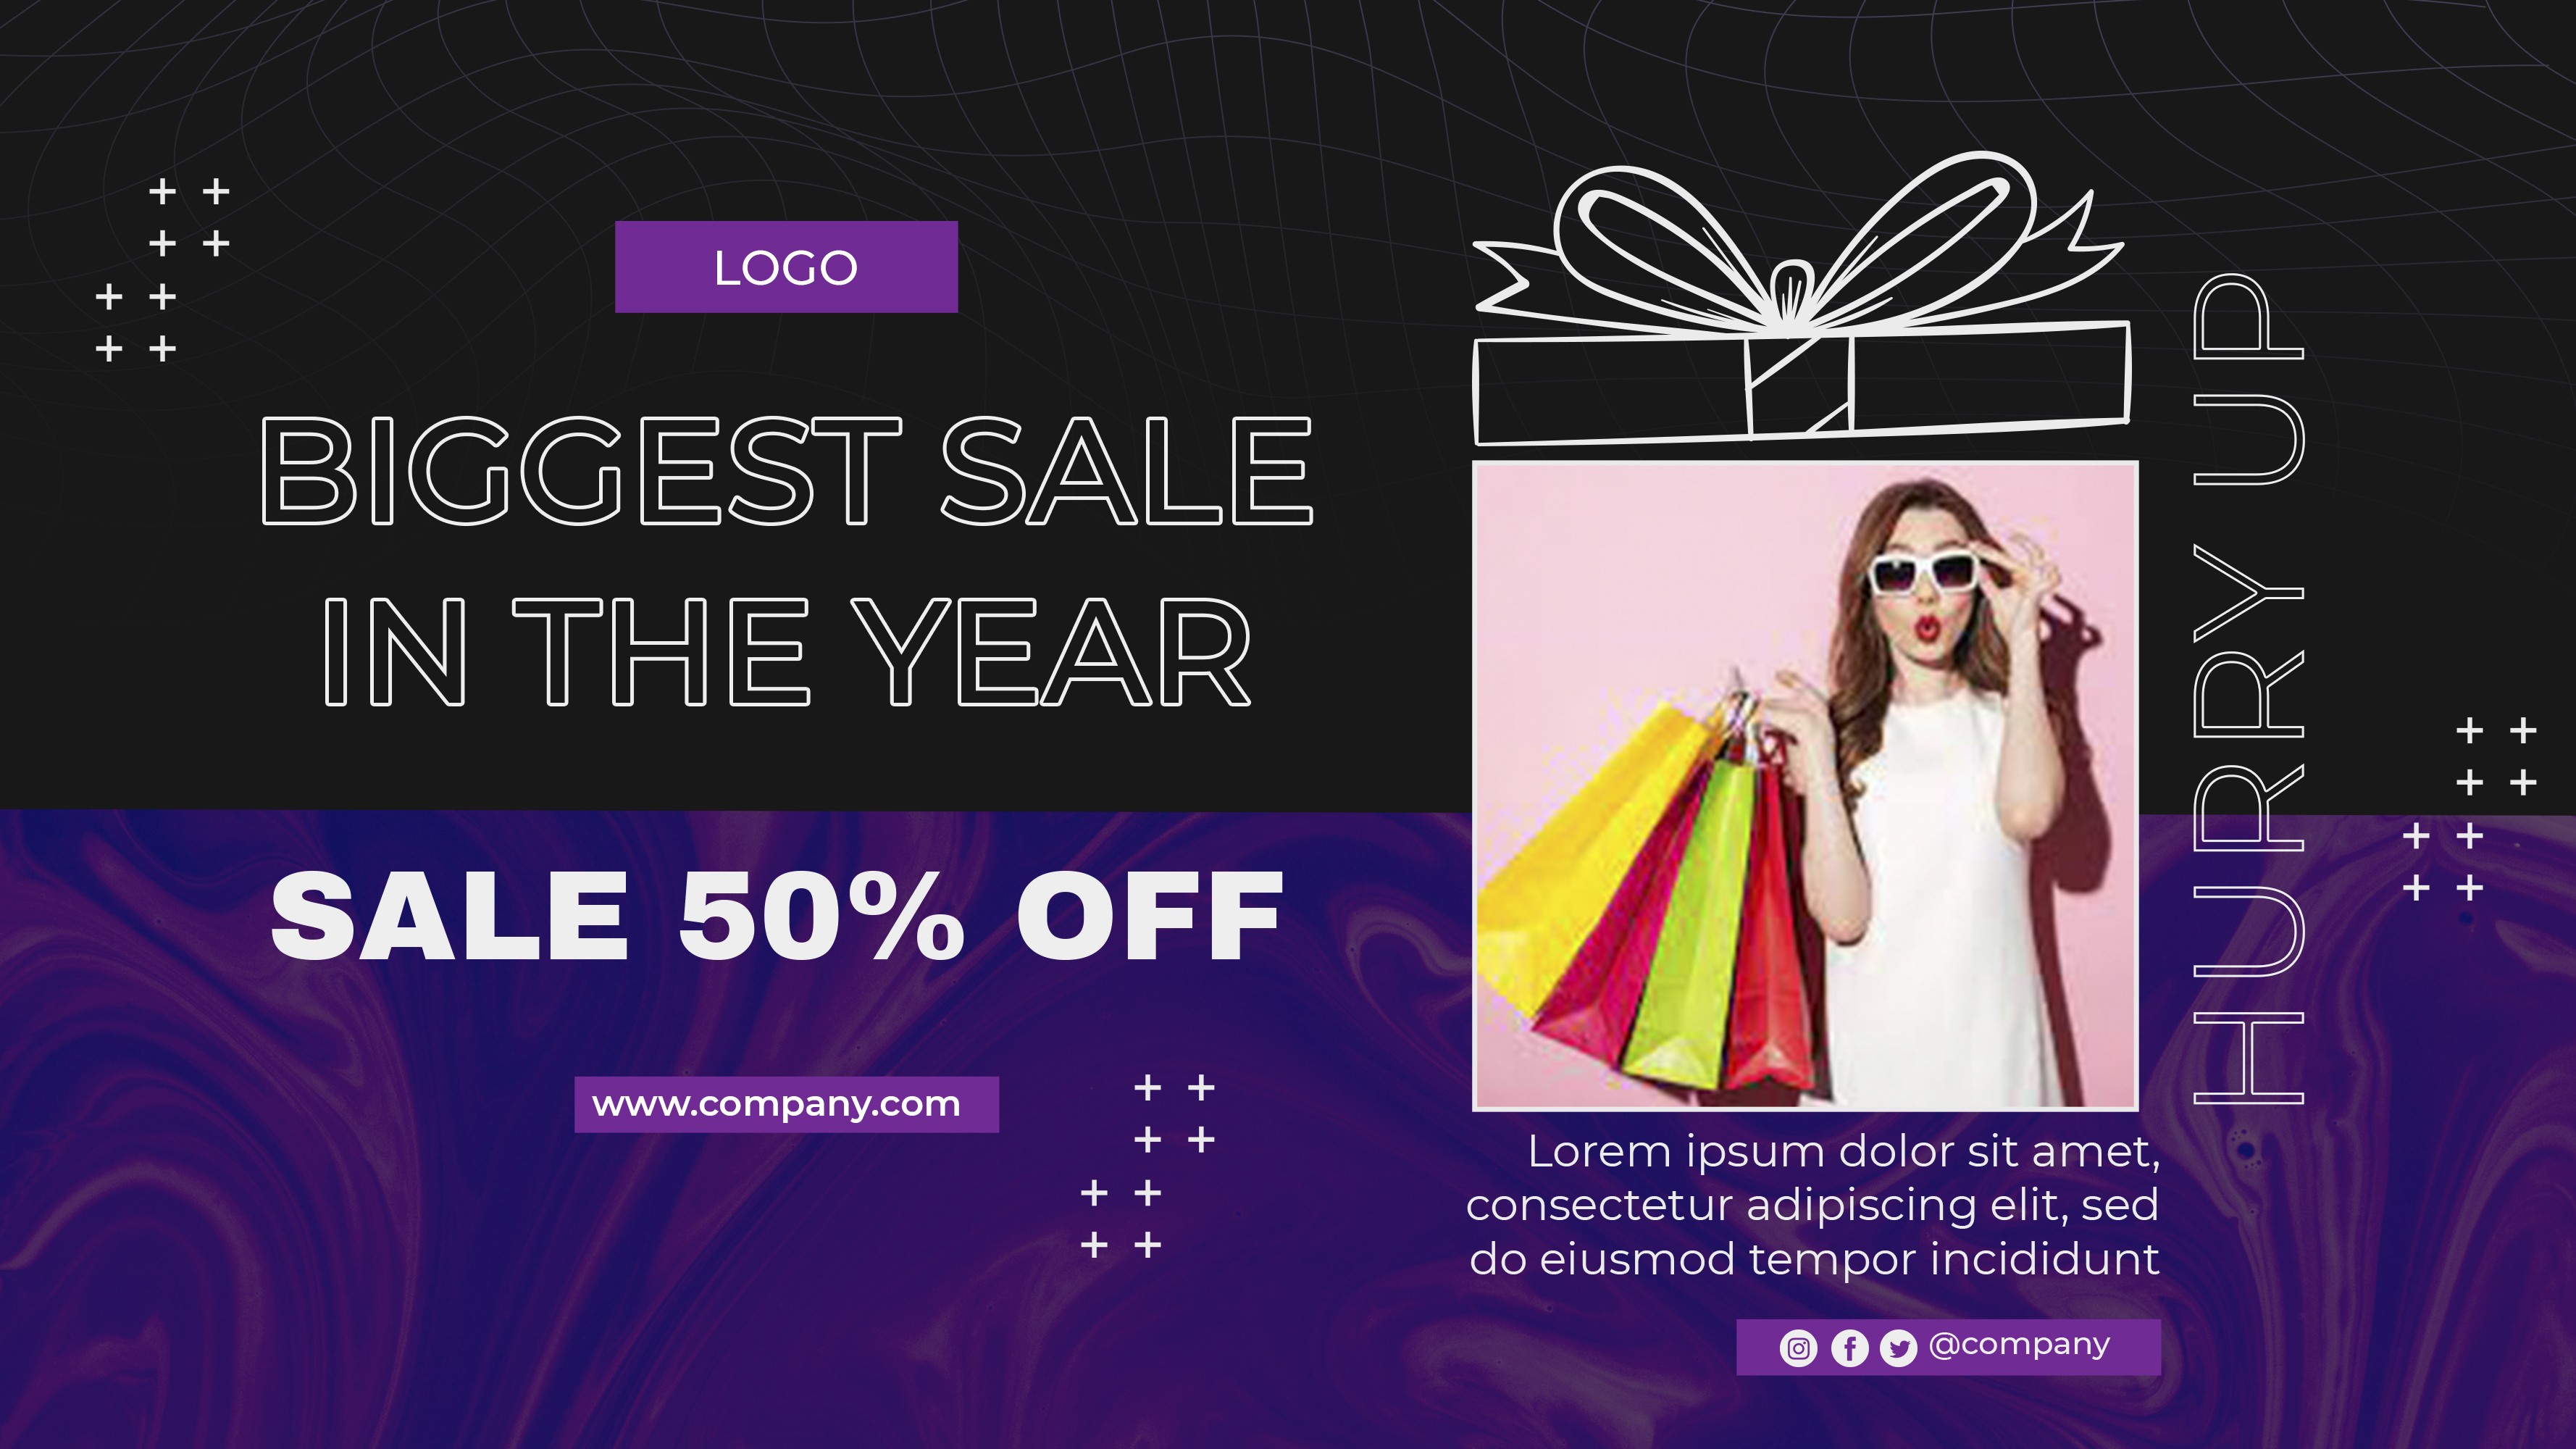 LOGO
BIGGEST SALE
IN THE YEAR
SALE 50% OFF
www.company.com
HURRY UP
Lorem ipsum dolor sit amet,
consectetur adipiscing elit, sed
do eiusmod tempor incididunt
@company